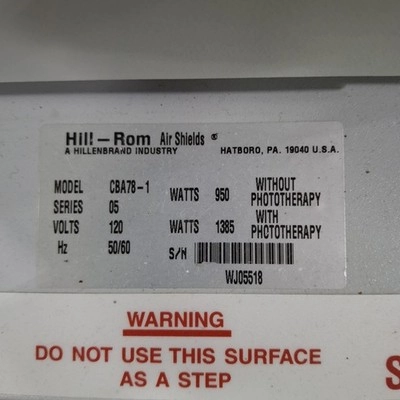 Hill-Rom Air Shields ®
A HILLENBRAND INDUSTRY HATBORO, PA. 19040 U.S.A.
MODEL CBA78-1 WATTS 950 WITHOUT PHOTOTHERAPY
SERIES 05
VOLTS 120 WATTS 1385 WITH PHOTOTHERAPY
Hz 50/60 S/N
WJ05518
WARNING
DO NOT USE THIS SURFACE
AS A STEP
S